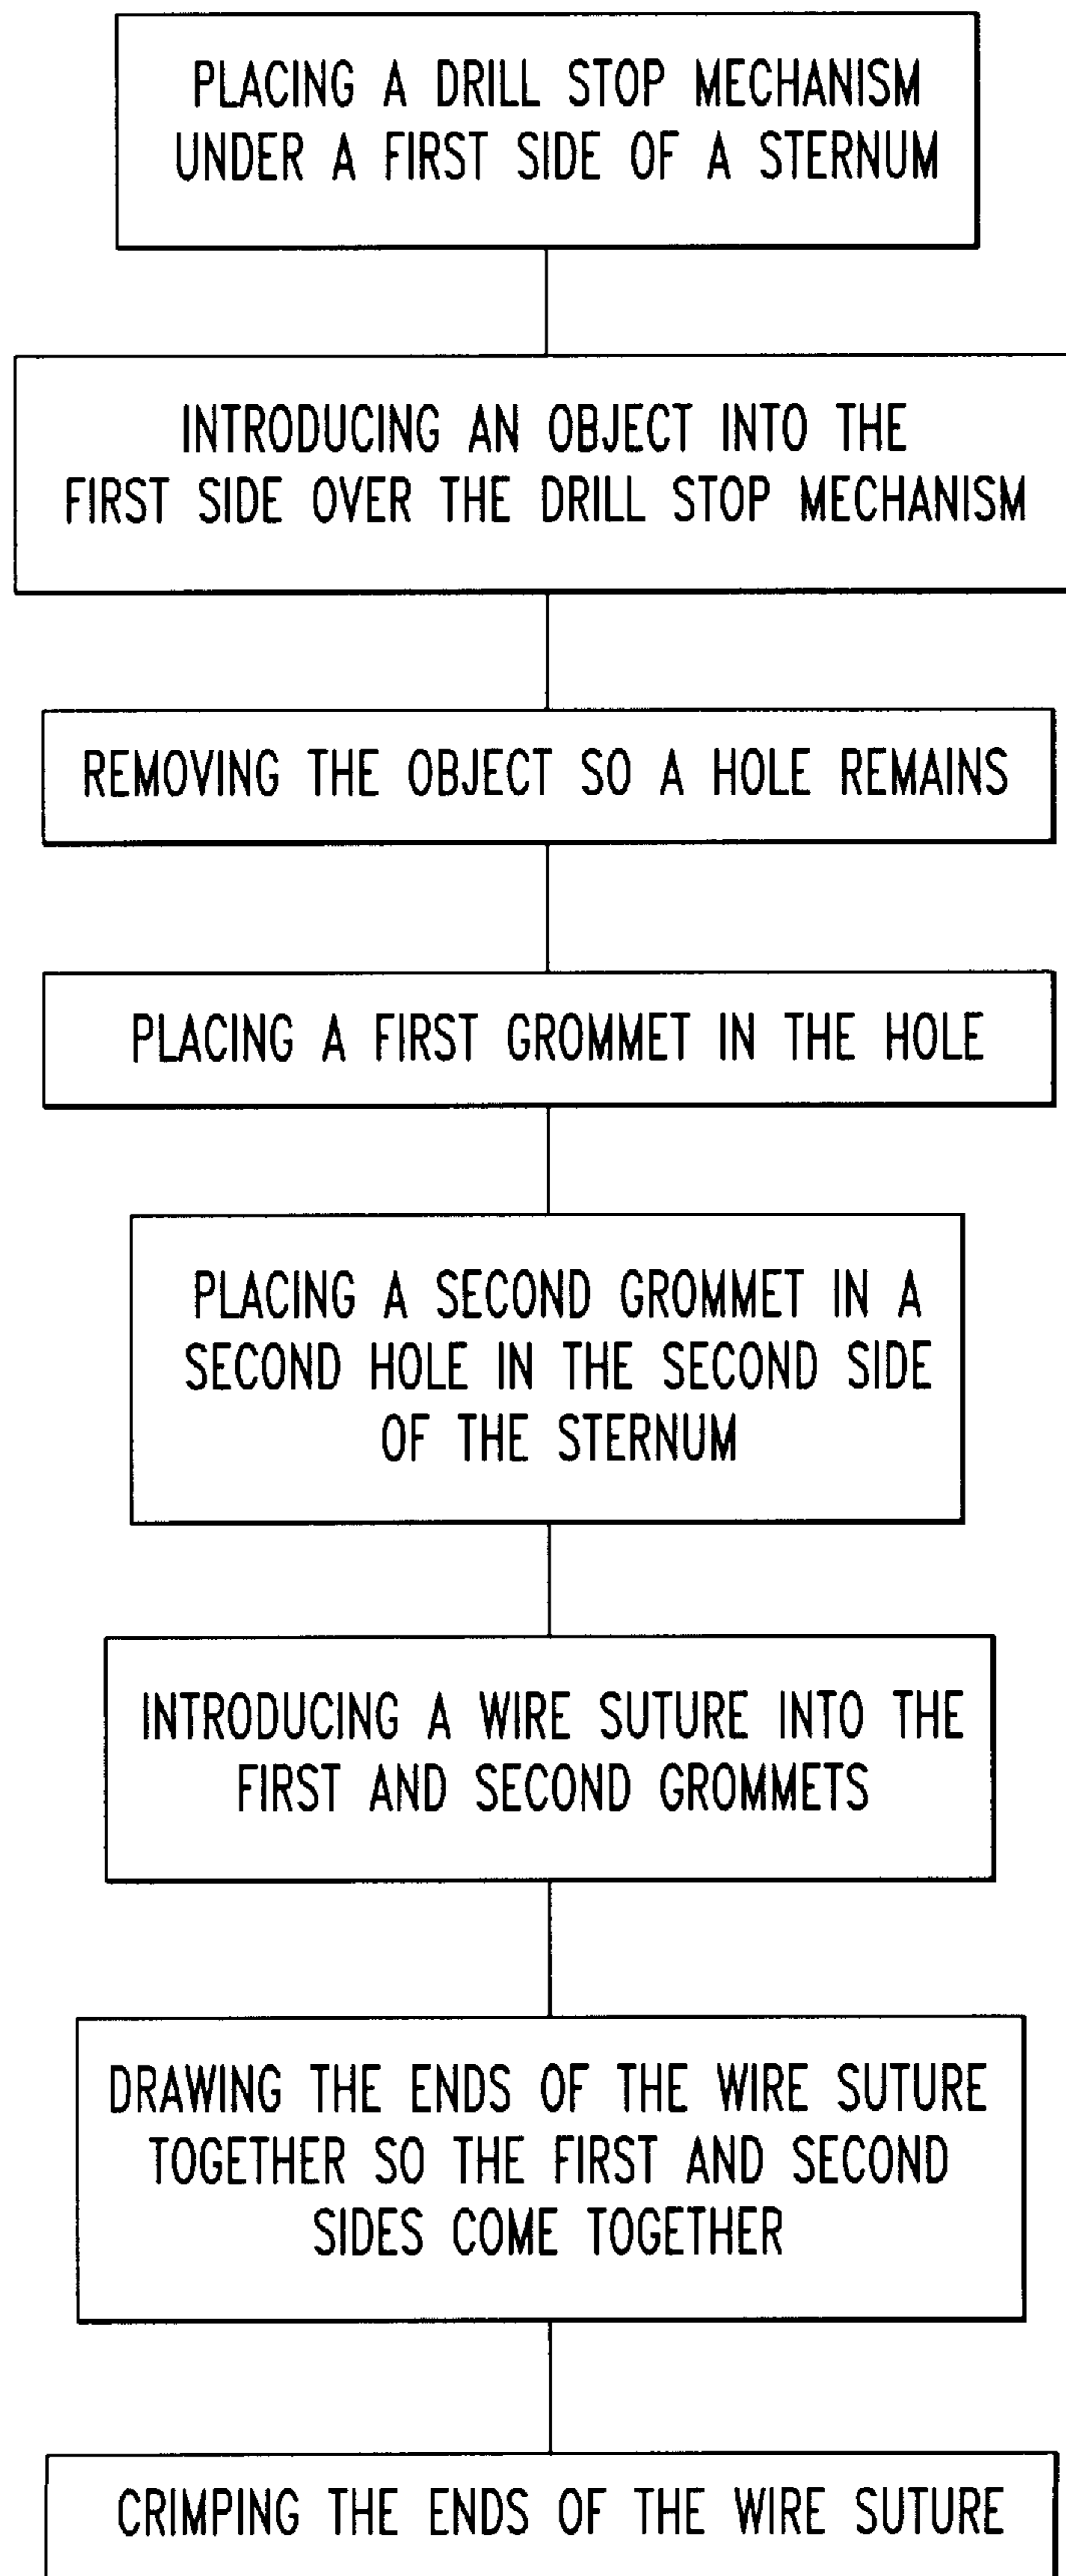 PLACING A DRILL STOP MECHANISM
UNDER A FIRST SIDE OF A STERNUM
INTRODUCING AN OBJECT INTO THE
FIRST SIDE OVER THE DRILL STOP MECHANISM
REMOVING THE OBJECT SO A HOLE REMAINS
PLACING A FIRST GROMMET IN THE HOLE
PLACING A SECOND GROMMET IN A
SECOND HOLE IN THE SECOND SIDE
OF THE STERNUM
INTRODUCING A WIRE SUTURE INTO THE
FIRST AND SECOND GROMMETS
DRAWING THE ENDS OF THE WIRE SUTURE
TOGETHER SO THE FIRST AND SECOND
SIDES COME TOGETHER
CRIMPING THE ENDS OF THE WIRE SUTURE